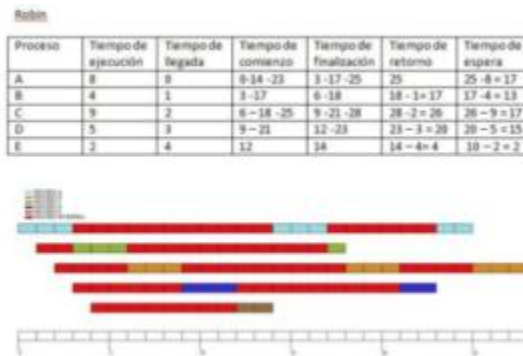 Robin
Proceso Tiempo de ejecución Tiempo de llegada Tiempo de comienzo Tiempo de finalización Tiempo de retorno Tiempo de espera
A 8 0 0-14 -23 3 -17 -25 25 25 -8 = 17
B 4 1 3 -17 6 -18 18 - 1= 17 17 -4 = 13
C 9 2 6 – 18 -25 9 -21 -28 28 -2 = 26 26 – 9 = 17
D 5 3 9 – 21 12 -23 23 – 3 = 20 20 – 5 = 15
E 2 4 12 14 14 – 4= 4 10 – 2 = 2